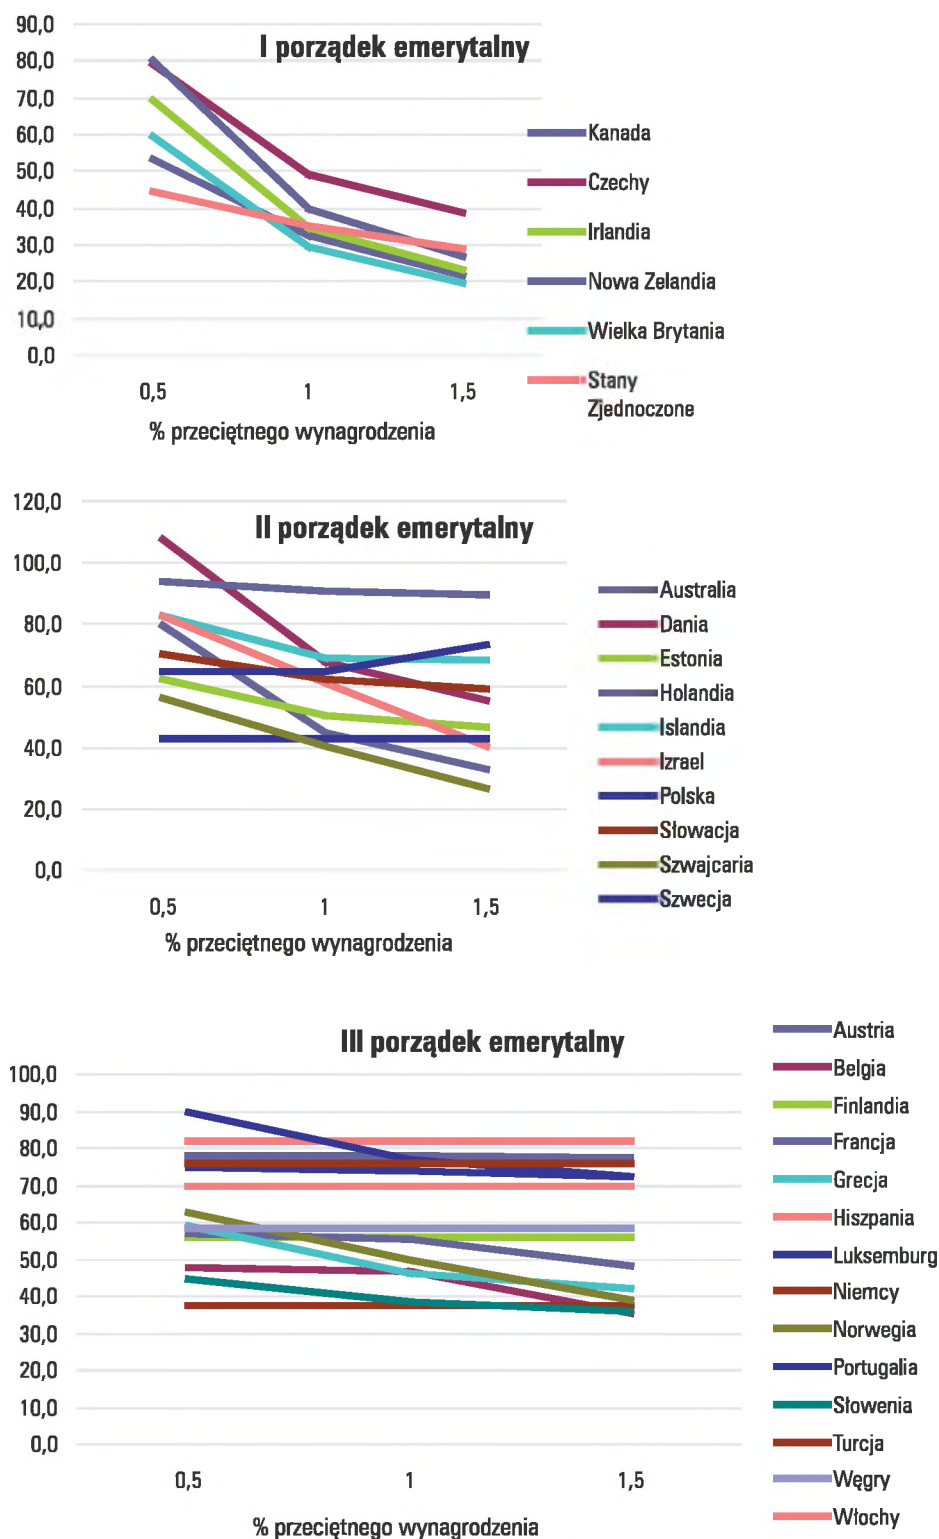 I porządek emerytalny
90,0
80,0
70,0
60,0
50,0
40,0
30,0
20,0
10,0
0,0
0,5
1
1,5
% przeciętnego wynagrodzenia
Kanada
Czechy
Irlandia
Nowa Zelandia
Wielka Brytania
Stany
Zjednoczone
II porządek emerytalny
120,0
100,0
80,0
60,0
40,0
20,0
0,0
0,5
1
1,5
% przeciętnego wynagrodzenia
Australia
Dania
Estonia
Holandia
Islandia
Izrael
Polska
Słowacja
Szwajcaria
Szwecja
III porządek emerytalny
100,0
90,0
80,0
70,0
60,0
50,0
40,0
30,0
20,0
10,0
0,0
0,5
1
1,5
% przeciętnego wynagrodzenia
Austria
Belgia
Finlandia
Francja
Grecja
Hiszpania
Luksemburg
Niemcy
Norwegia
Portugalia
Słowenia
Turcja
Węgry
Włochy